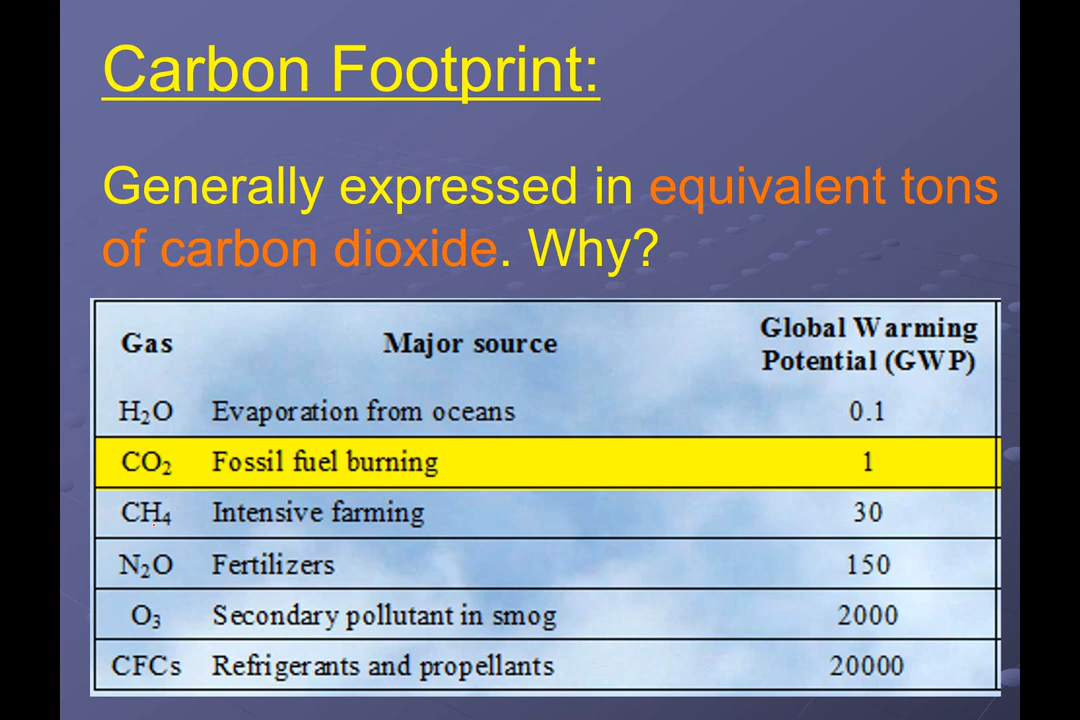 Carbon Footprint:
Generally expressed in equivalent tons
of carbon dioxide. Why?
Gas Major source Global Warming Potential (GWP)
H₂O Evaporation from oceans 0.1
CO₂ Fossil fuel burning 1
CH₄ Intensive farming 30
N₂O Fertilizers 150
O₃ Secondary pollutant in smog 2000
CFCs Refrigerants and propellants 20000